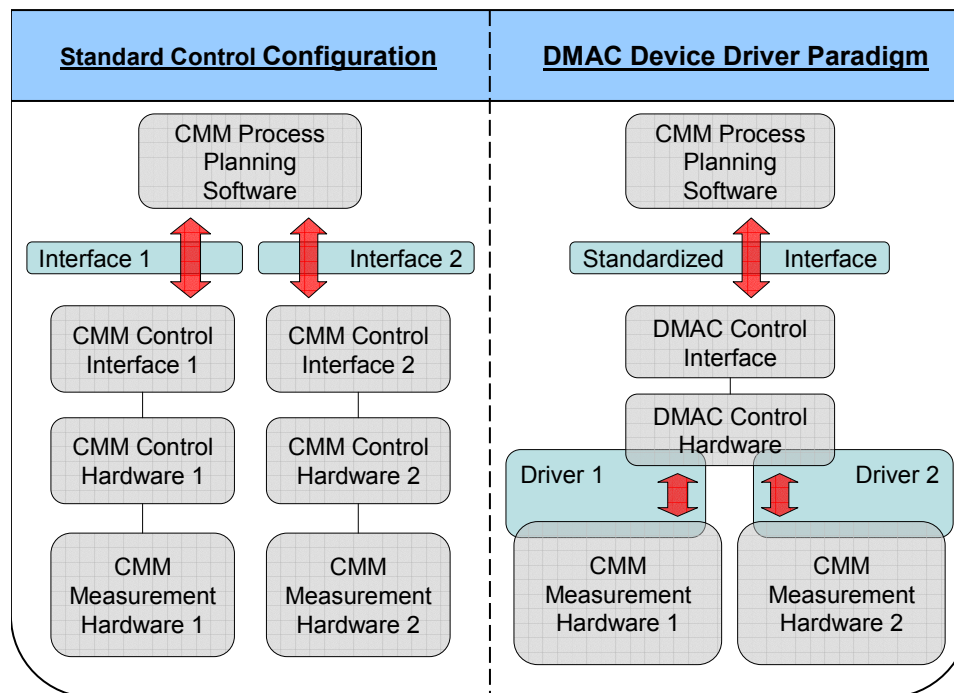 Standard Control Configuration
DMAC Device Driver Paradigm
CMM Process
Planning
Software
Interface 1
Interface 2
CMM Control
Interface 1
CMM Control
Interface 2
CMM Control
Hardware 1
CMM Control
Hardware 2
CMM
Measurement
Hardware 1
CMM
Measurement
Hardware 2
CMM Process
Planning
Software
Standardized Interface
DMAC Control
Interface
DMAC Control
Hardware
Driver 1
Driver 2
CMM
Measurement
Hardware 1
CMM
Measurement
Hardware 2